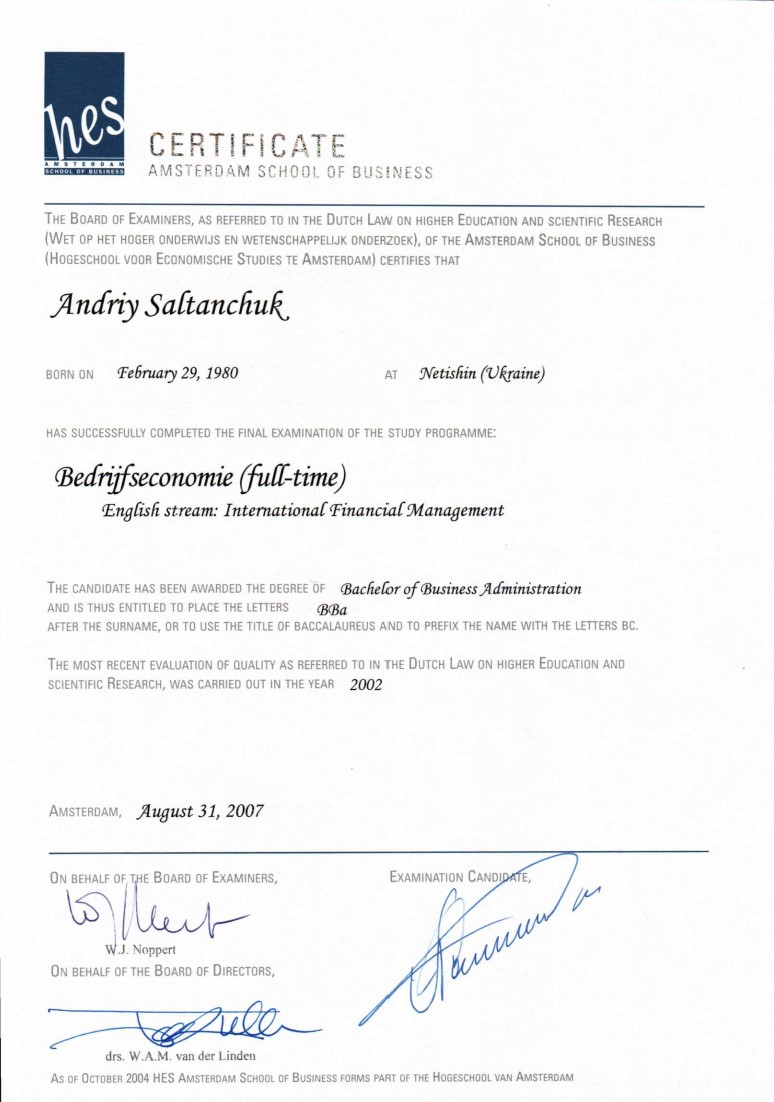 hes
AMSTERDAM
SCHOOL OF BUSINESS
CERTIFICATE
AMSTERDAM SCHOOL OF BUSINESS
THE BOARD OF EXAMINERS, AS REFERRED TO IN THE DUTCH LAW ON HIGHER EDUCATION AND SCIENTIFIC RESEARCH
(WET OP HET HOGER ONDERWIJS EN WETENSCHAPPELIJK ONDERZOEK), OF THE AMSTERDAM SCHOOL OF BUSINESS
(HOGESCHOOL VOOR ECONOMISCHE STUDIES TE AMSTERDAM) CERTIFIES THAT
Andriy Saltanchuk
BORN ON February 29, 1980 AT Netishin (Ukraine)
HAS SUCCESSFULLY COMPLETED THE FINAL EXAMINATION OF THE STUDY PROGRAMME:
Bedrijfseconomie (full-time)
English stream: International Financial Management
THE CANDIDATE HAS BEEN AWARDED THE DEGREE OF Bachelor of Business Administration
AND IS THUS ENTITLED TO PLACE THE LETTERS BBa
AFTER THE SURNAME, OR TO USE THE TITLE OF BACCALAUREUS AND TO PREFIX THE NAME WITH THE LETTERS BC.
THE MOST RECENT EVALUATION OF QUALITY AS REFERRED TO IN THE DUTCH LAW ON HIGHER EDUCATION AND
SCIENTIFIC RESEARCH, WAS CARRIED OUT IN THE YEAR 2002
AMSTERDAM, August 31, 2007
ON BEHALF OF THE BOARD OF EXAMINERS, EXAMINATION CANDIDATE,
W.J. Noppert
ON BEHALF OF THE BOARD OF DIRECTORS,
drs. W.A.M. van der Linden
AS OF OCTOBER 2004 HES AMSTERDAM SCHOOL OF BUSINESS FORMS PART OF THE HOGESCHOOL VAN AMSTERDAM